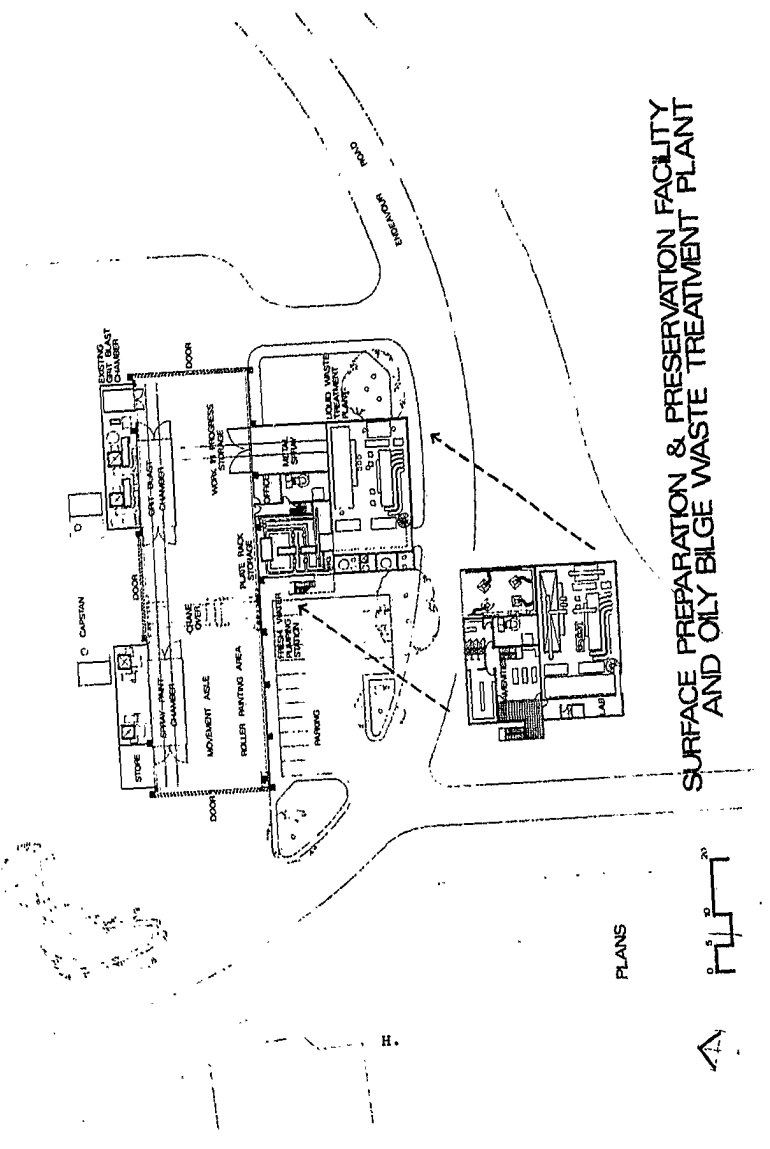 EXISTING
GRIT BLAST
CHAMBER
DOOR
CAPSTAN
DOOR
GRIT BLAST
CHAMBER
WORK IN PROGRESS
STORAGE
STORE
SPRAY PAINT
CHAMBER
CRANE
OVER
MOVEMENT AISLE
ROLLER PAINTING AREA
DOOR
PLATE RACK
STORAGE
OFFICE
METAL
SPRAY
LIQUID WASTE
TREATMENT
PLANT
FRESH WATER
PUMPING
STATION
PARKING
ENDEAVOUR ROAD
AMENITIES
LAB
SURFACE PREPARATION & PRESERVATION FACILITY
AND OILY BILGE WASTE TREATMENT PLANT
PLANS
0 5 10 20
H.